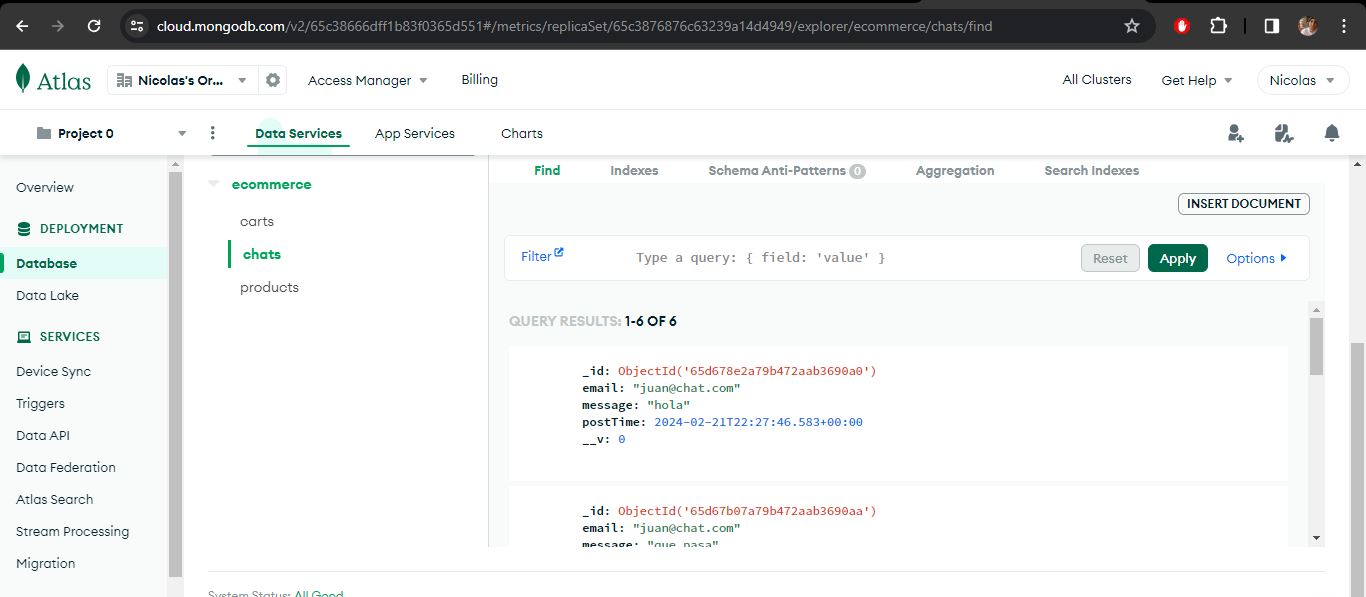 cloud.mongodb.com/v2/65c38666dff1b83f0365d551#/metrics/replicaSet/65c3876876c63239a14d4949/explorer/ecommerce/chats/find
Atlas
Nicolas's Or...
Access Manager
Billing
All Clusters
Get Help
Nicolas
Project 0
Data Services
App Services
Charts
Overview
DEPLOYMENT
Database
Data Lake
SERVICES
Device Sync
Triggers
Data API
Data Federation
Atlas Search
Stream Processing
Migration
ecommerce
carts
chats
products
Find
Indexes
Schema Anti-Patterns 0
Aggregation
Search Indexes
INSERT DOCUMENT
Filter
Type a query: { field: 'value' }
Reset
Apply
Options
QUERY RESULTS: 1-6 OF 6
_id: ObjectId('65d678e2a79b472aab3690a0')
email: "juan@chat.com"
message: "hola"
postTime: 2024-02-21T22:27:46.583+00:00
__v: 0
_id: ObjectId('65d67b07a79b472aab3690aa')
email: "juan@chat.com"
message: "que pasa"
System Status: All Good